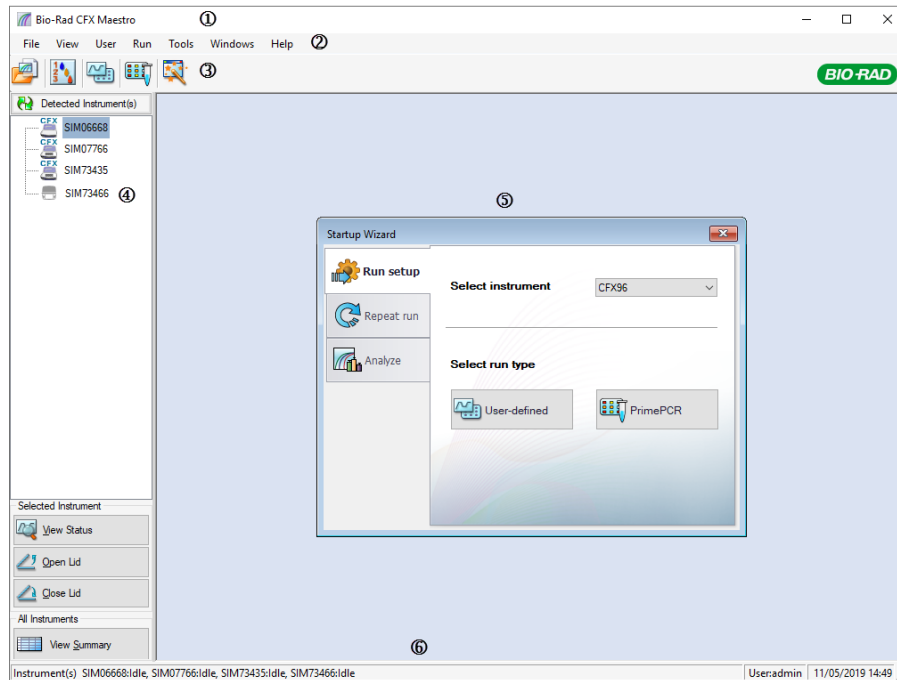 Bio-Rad CFX Maestro ①
File View User Run Tools Windows Help ②
③
BIO-RAD
Detected Instrument(s)
CFX SIM06668
CFX SIM07766
CFX SIM73435
SIM73466 ④
⑤
Startup Wizard
Run setup
Select instrument CFX96
Repeat run
Analyze
Select run type
User-defined PrimePCR
Selected Instrument
View Status
Open Lid
Close Lid
All Instruments
View Summary
⑥
Instrument(s) SIM06668:Idle, SIM07766:Idle, SIM73435:Idle, SIM73466:Idle User:admin 11/05/2019 14:49